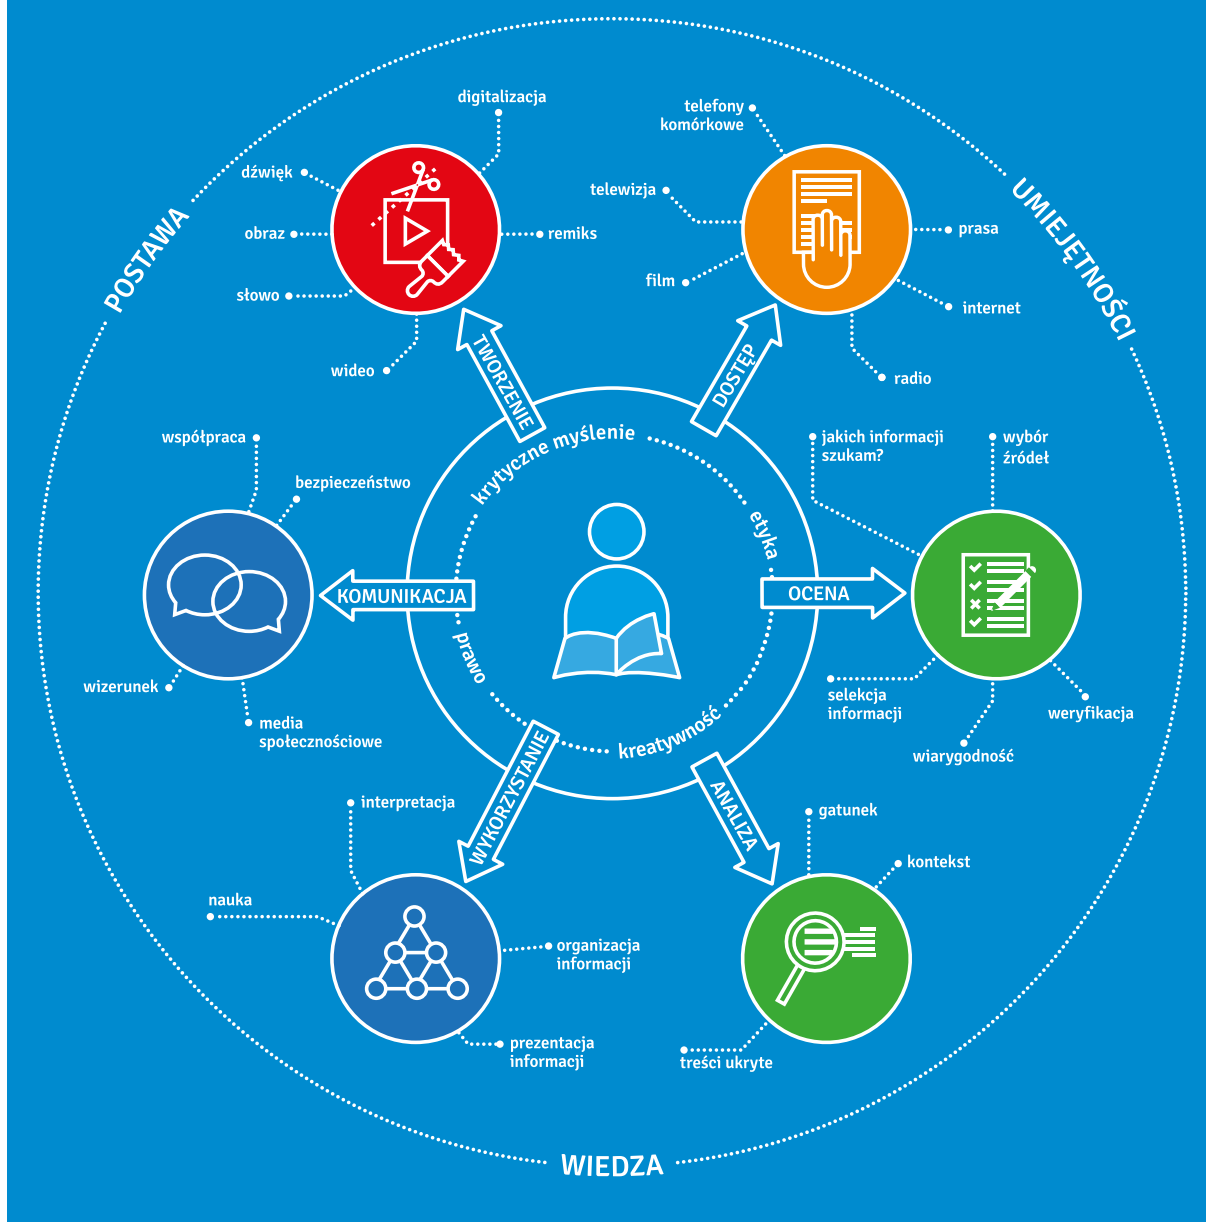 digitalizacja
dźwięk
obraz
słowo
wideo
remiks
telefony
komórkowe
telewizja
film
prasa
internet
radio
POSTAWA
UMIEJĘTNOŚCI
TWORZENIE
DOSTĘP
krytyczne myślenie
etyka
prawo
kreatywność
współpraca
bezpieczeństwo
KOMUNIKACJA
wizerunek
media
społecznościowe
jakich informacji
szukam?
wybór
źródeł
OCENA
selekcja
informacji
weryfikacja
wiarygodność
WYKORZYSTANIE
interpretacja
nauka
organizacja
informacji
prezentacja
informacji
ANALIZA
gatunek
kontekst
treści ukryte
WIEDZA